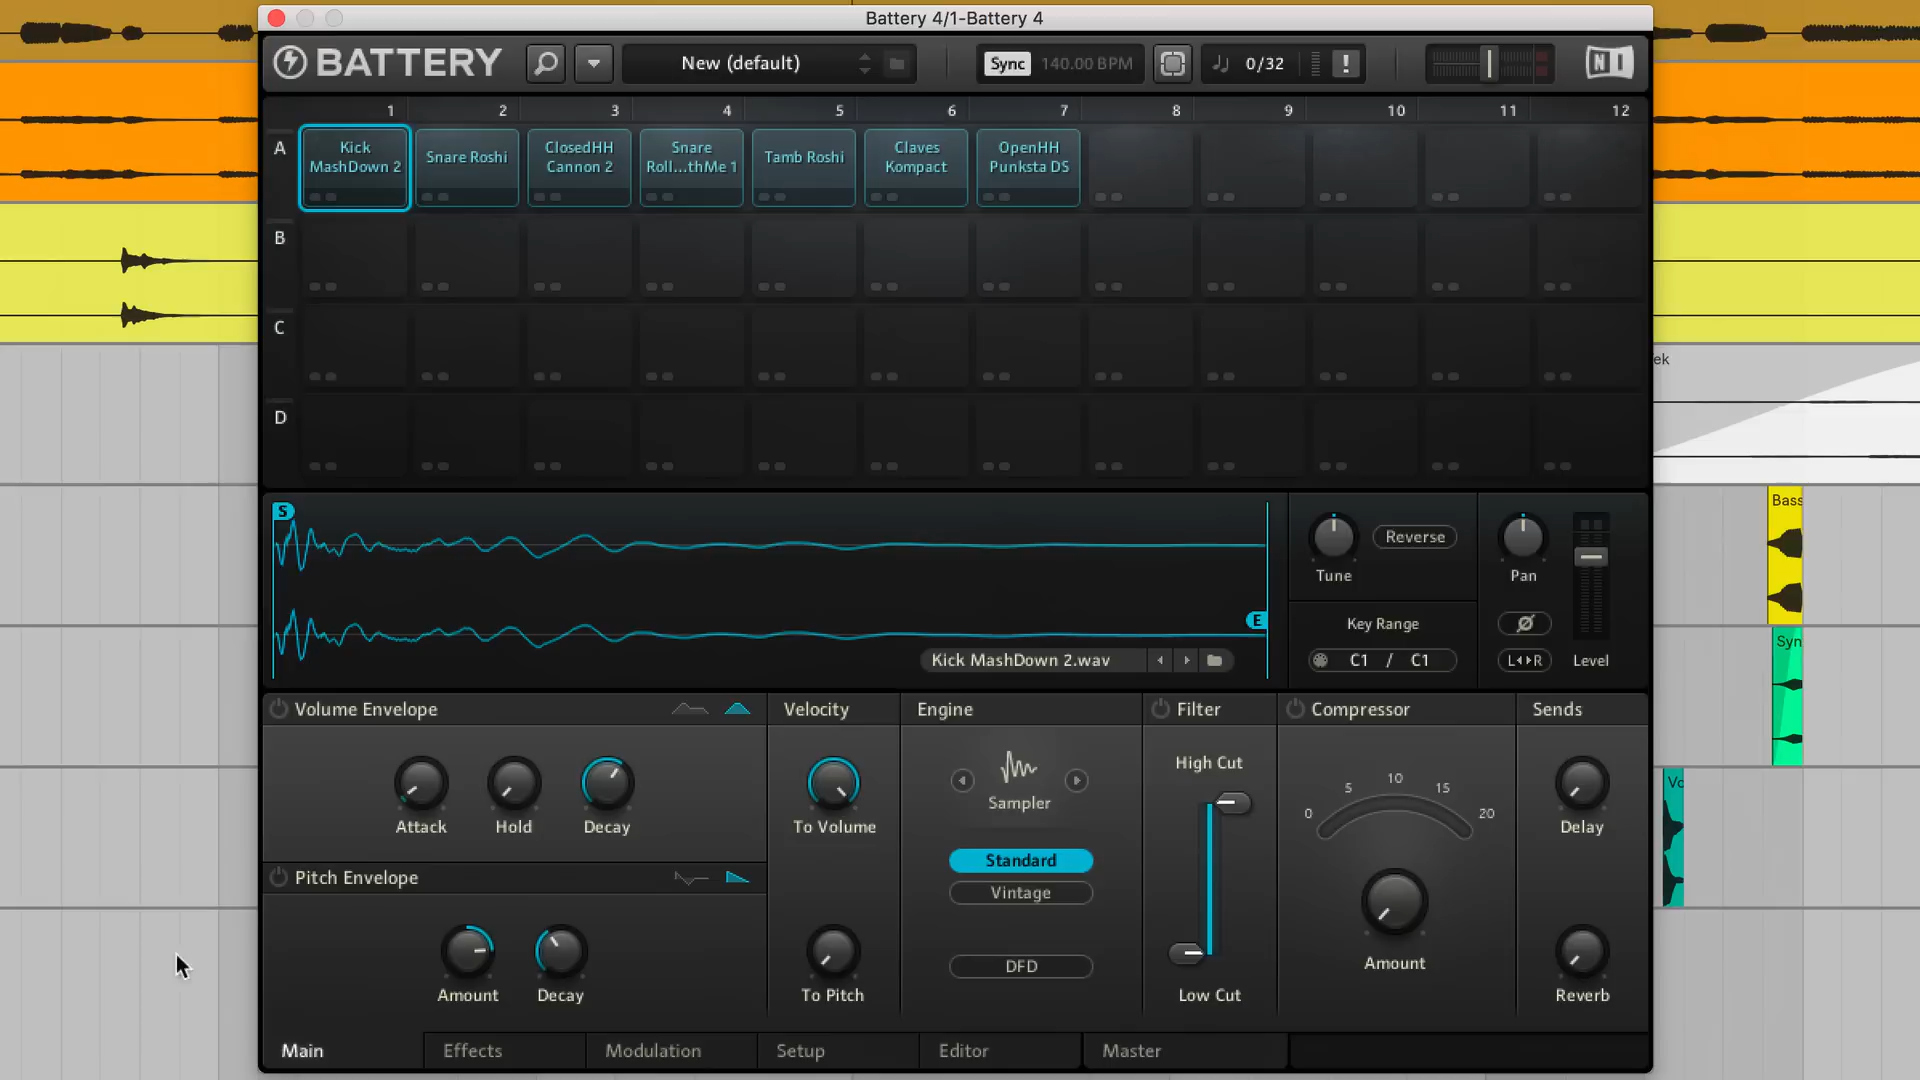 Battery 4/1-Battery 4
BATTERY
New (default)
Sync 140.00 BPM
0/32
!
NI
1 2 3 4 5 6 7 8 9 10 11 12
A
Kick
MashDown 2
Snare Roshi
ClosedHH
Cannon 2
Snare
Roll...thMe 1
Tamb Roshi
Claves
Kompact
OpenHH
Punksta DS
B
C
D
ek
Bass
Syn
Vo
S
E
Kick MashDown 2.wav
Tune
Reverse
Key Range
C1 / C1
Pan
L R
Level
Volume Envelope
Attack
Hold
Decay
Pitch Envelope
Amount
Decay
Velocity
To Volume
To Pitch
Engine
Sampler
Standard
Vintage
DFD
Filter
High Cut
Low Cut
Compressor
0 5 10 15 20
Amount
Sends
Delay
Reverb
Main
Effects
Modulation
Setup
Editor
Master